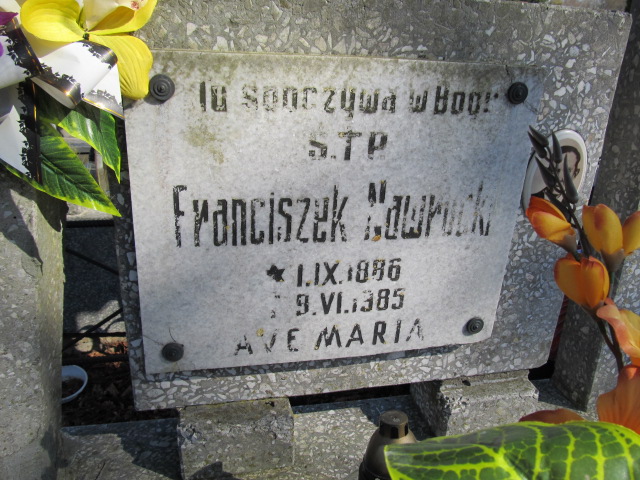 Tu spoczywa w Bogu
Ś.†P.
Franciszek Nawrocki
* 1.IX.1886
† 9.VI.1985
AVE MARIA